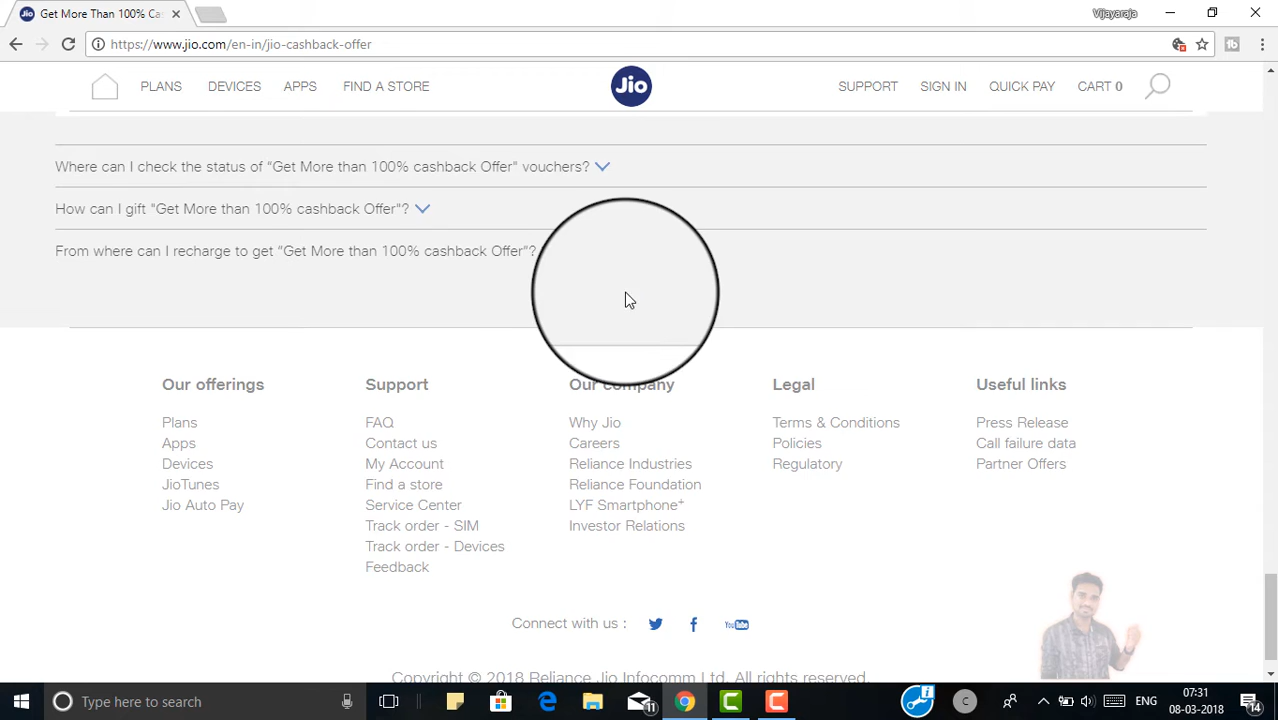 Get More Than 100% Ca
Vijayaraja
https://www.jio.com/en-in/jio-cashback-offer
PLANS DEVICES APPS FIND A STORE Jio SUPPORT SIGN IN QUICK PAY CART 0
Where can I check the status of “Get More than 100% cashback Offer" vouchers?
How can I gift "Get More than 100% cashback Offer"?
From where can I recharge to get “Get More than 100% cashback Offer”?
Our offerings
Plans
Apps
Devices
JioTunes
Jio Auto Pay
Support
FAQ
Contact us
My Account
Find a store
Service Center
Track order - SIM
Track order - Devices
Feedback
Our company
Why Jio
Careers
Reliance Industries
Reliance Foundation
LYF Smartphone+
Investor Relations
Legal
Terms & Conditions
Policies
Regulatory
Useful links
Press Release
Call failure data
Partner Offers
Connect with us : You Tube
Copyright © 2018 Reliance Jio Infocomm Ltd. All rights reserved.
Type here to search
11
ENG
07:31
08-03-2018
14